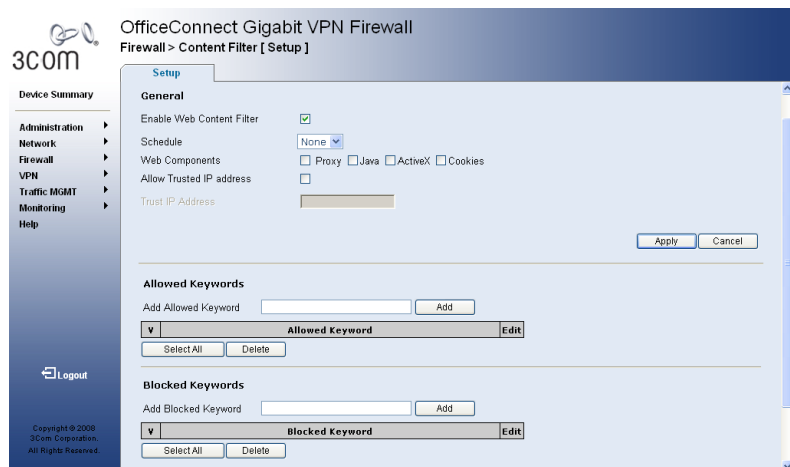 3COM
OfficeConnect Gigabit VPN Firewall
Firewall > Content Filter [ Setup ]
Setup
Device Summary
Administration
Network
Firewall
VPN
Traffic MGMT
Monitoring
Help
Logout
Copyright © 2008
3Com Corporation.
All Rights Reserved.
General
Enable Web Content Filter
Schedule None
Web Components Proxy Java ActiveX Cookies
Allow Trusted IP address
Trust IP Address
Apply Cancel
Allowed Keywords
Add Allowed Keyword Add
V Allowed Keyword Edit
Select All Delete
Blocked Keywords
Add Blocked Keyword Add
V Blocked Keyword Edit
Select All Delete